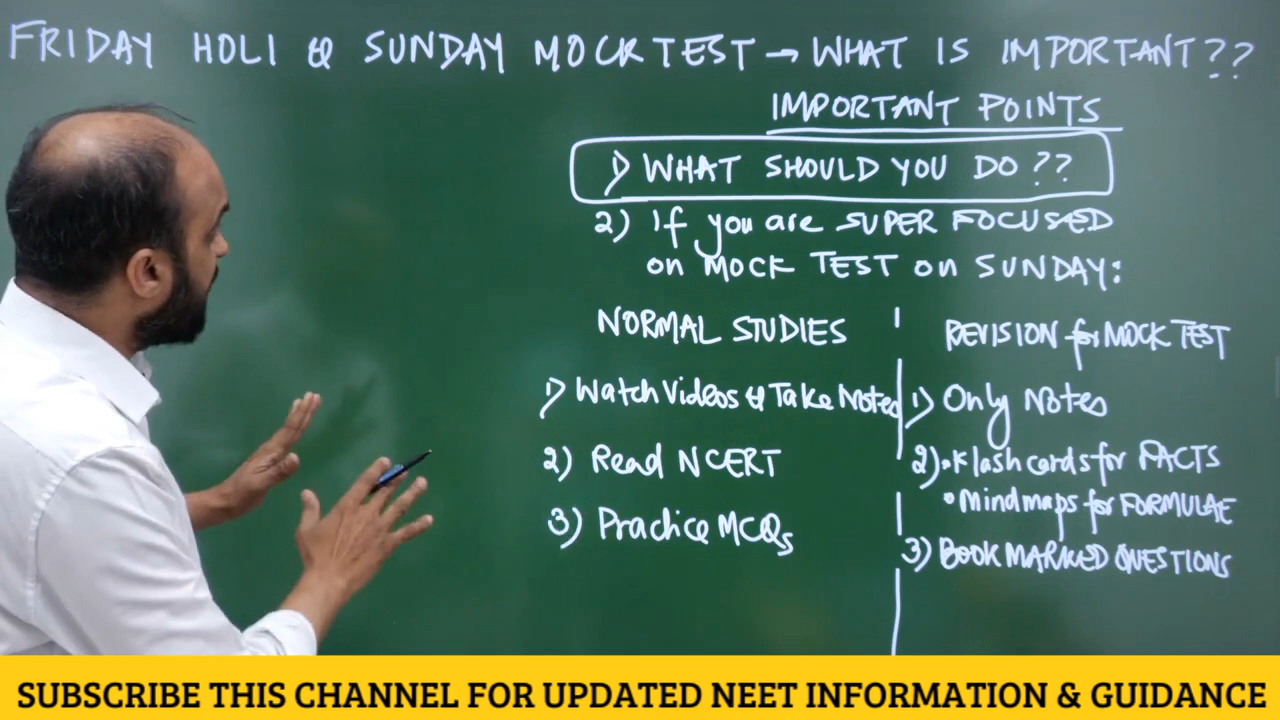 FRIDAY HOLI & SUNDAY MOCK TEST → WHAT IS IMPORTANT??
IMPORTANT POINTS
1) WHAT SHOULD YOU DO ??
2) If you are SUPER FOCUSED
on MOCK TEST on SUNDAY:
NORMAL STUDIES
1) Watch Videos & Take Notes
2) Read NCERT
3) Practice MCQs
REVISION for MOCK TEST
1) Only Notes
2) • Flash cards for FACTS
• Mindmaps for FORMULAE
3) BOOK MARKED QUESTIONS
SUBSCRIBE THIS CHANNEL FOR UPDATED NEET INFORMATION & GUIDANCE